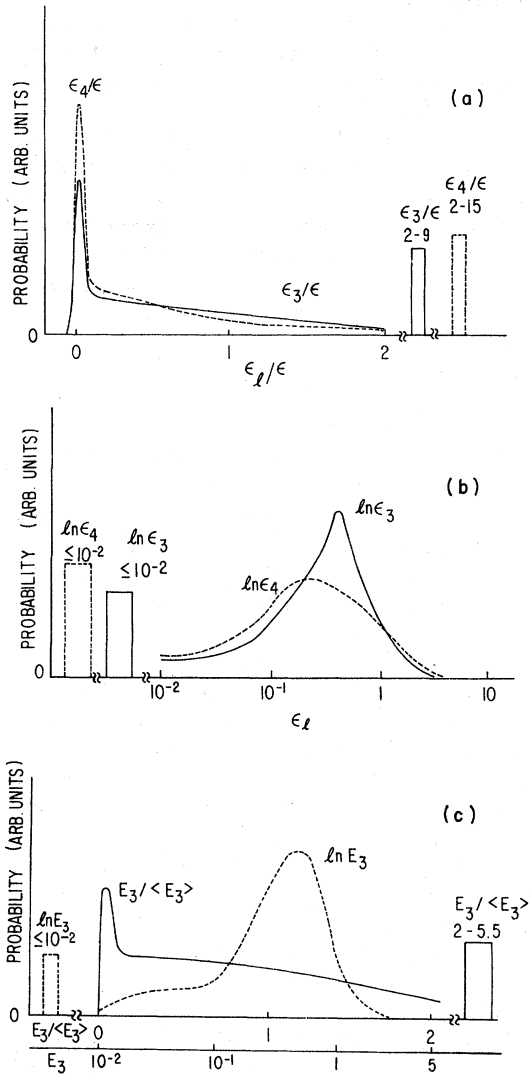 PROBABILITY (ARB. UNITS)
ϵ4/ϵ
(a)
ϵ4/ϵ
2-15
ϵ3/ϵ
2-9
ϵ3/ϵ
0
0
1
2
ϵℓ/ϵ
PROBABILITY (ARB. UNITS)
(b)
lnϵ3
lnϵ4
≤10-2
lnϵ3
≤10-2
lnϵ4
0
10-2
10-1
1
10
ϵℓ
PROBABILITY (ARB. UNITS)
(c)
lnE3
E3/<E3>
E3/<E3>
2-5.5
lnE3
≤10-2
0
E3/<E3>
0
1
2
E3
10-2
10-1
1
5